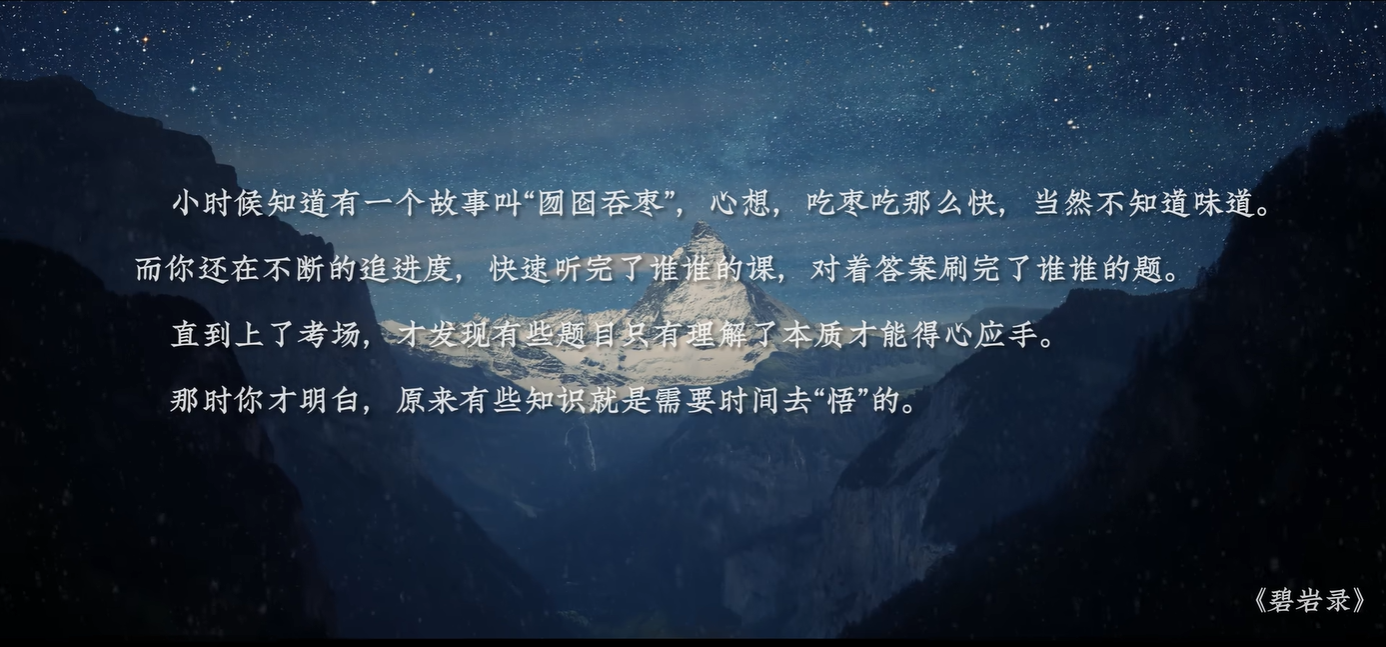 小时候知道有一个故事叫“囫囵吞枣”，心想，吃枣吃那么快，当然不知道味道。
而你还在不断的追进度，快速听完了谁谁的课，对着答案刷完了谁谁的题。
直到上了考场，才发现有些题目只有理解了本质才能得心应手。
那时你才明白，原来有些知识就是需要时间去“悟”的。
《碧岩录》